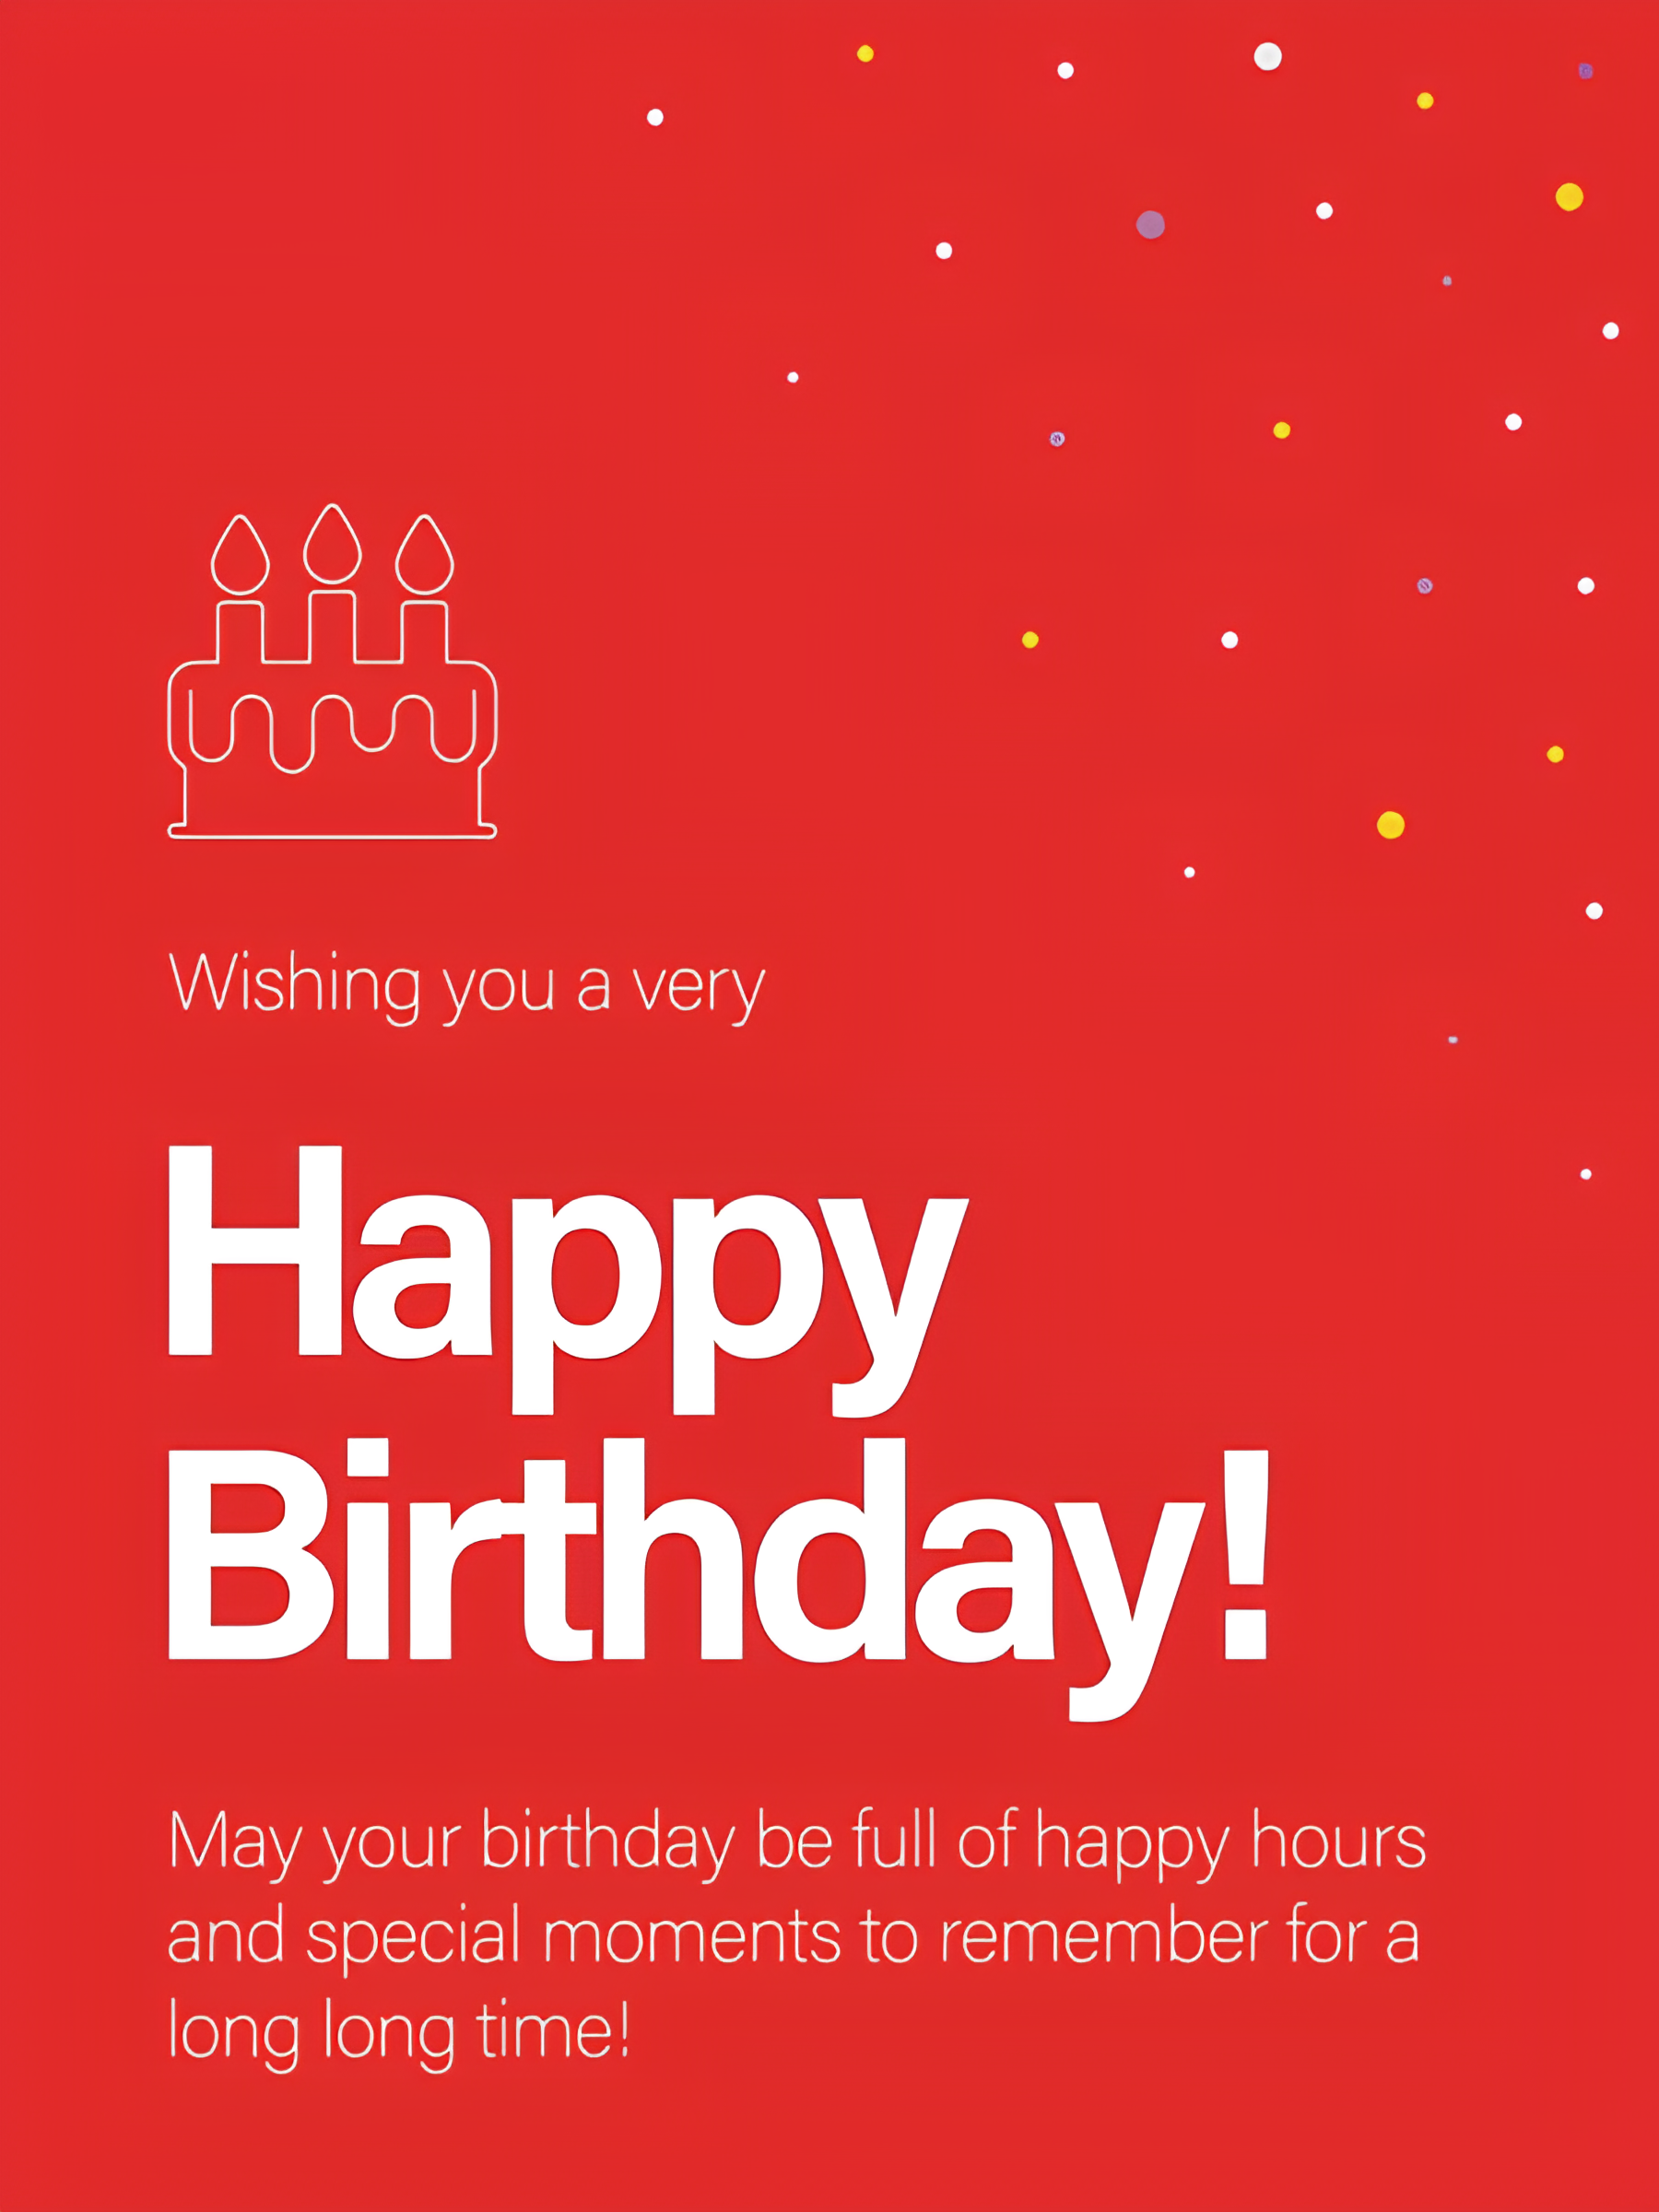 Wishing you a very
Happy
Birthday!
May your birthday be full of happy hours
and special moments to remember for a
long long time!